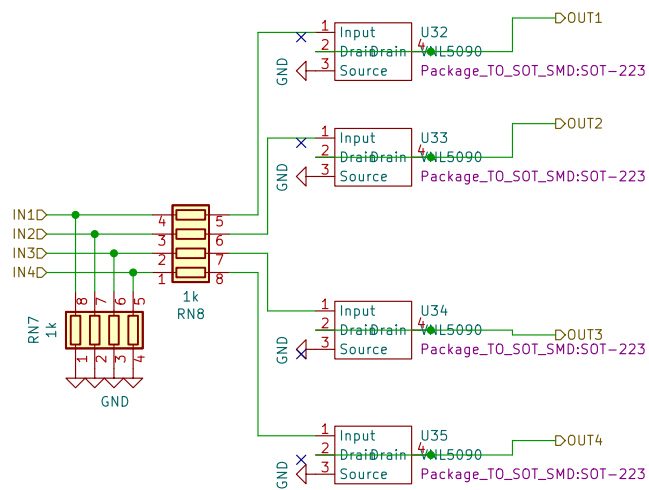 OUT1
1 Input U32
2 Drain Drain 4 VNL5090
3 Source Package_TO_SOT_SMD:SOT-223
GND
OUT2
1 Input U33
2 Drain Drain 4 VNL5090
3 Source Package_TO_SOT_SMD:SOT-223
GND
IN1 4 5
IN2 3 6
IN3 2 7
IN4 1 8
1k
RN8
RN7
1k
8 7 6 5
1 2 3 4
GND
1 Input U34
2 Drain Drain 4 VNL5090
3 Source Package_TO_SOT_SMD:SOT-223
GND
OUT3
1 Input U35
2 Drain Drain 4 VNL5090
3 Source Package_TO_SOT_SMD:SOT-223
GND
OUT4